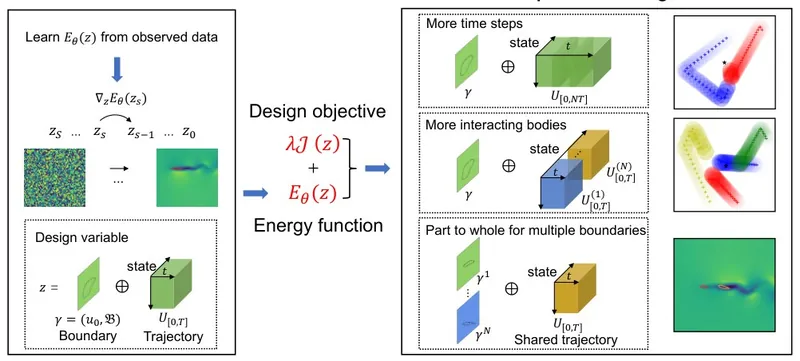 Learn E_θ(z) from observed data
∇_z E_θ(z_s)
z_S … z_s z_{s−1} … z_0
…
Design variable
state
t
z =
⊕
γ = (u_0, 𝔅)
U_{[0,T]}
Boundary
Trajectory
Design objective
λ𝒥(z)
+
E_θ(z)
Energy function
More time steps
state
t
γ
⊕
U_{[0,NT]}
More interacting bodies
state
t
…
γ
⊕
U^{(N)}_{[0,T]}
U^{(1)}_{[0,T]}
Part to whole for multiple boundaries
γ^1
⋮
γ^N
⊕
state
t
U_{[0,T]}
Shared trajectory